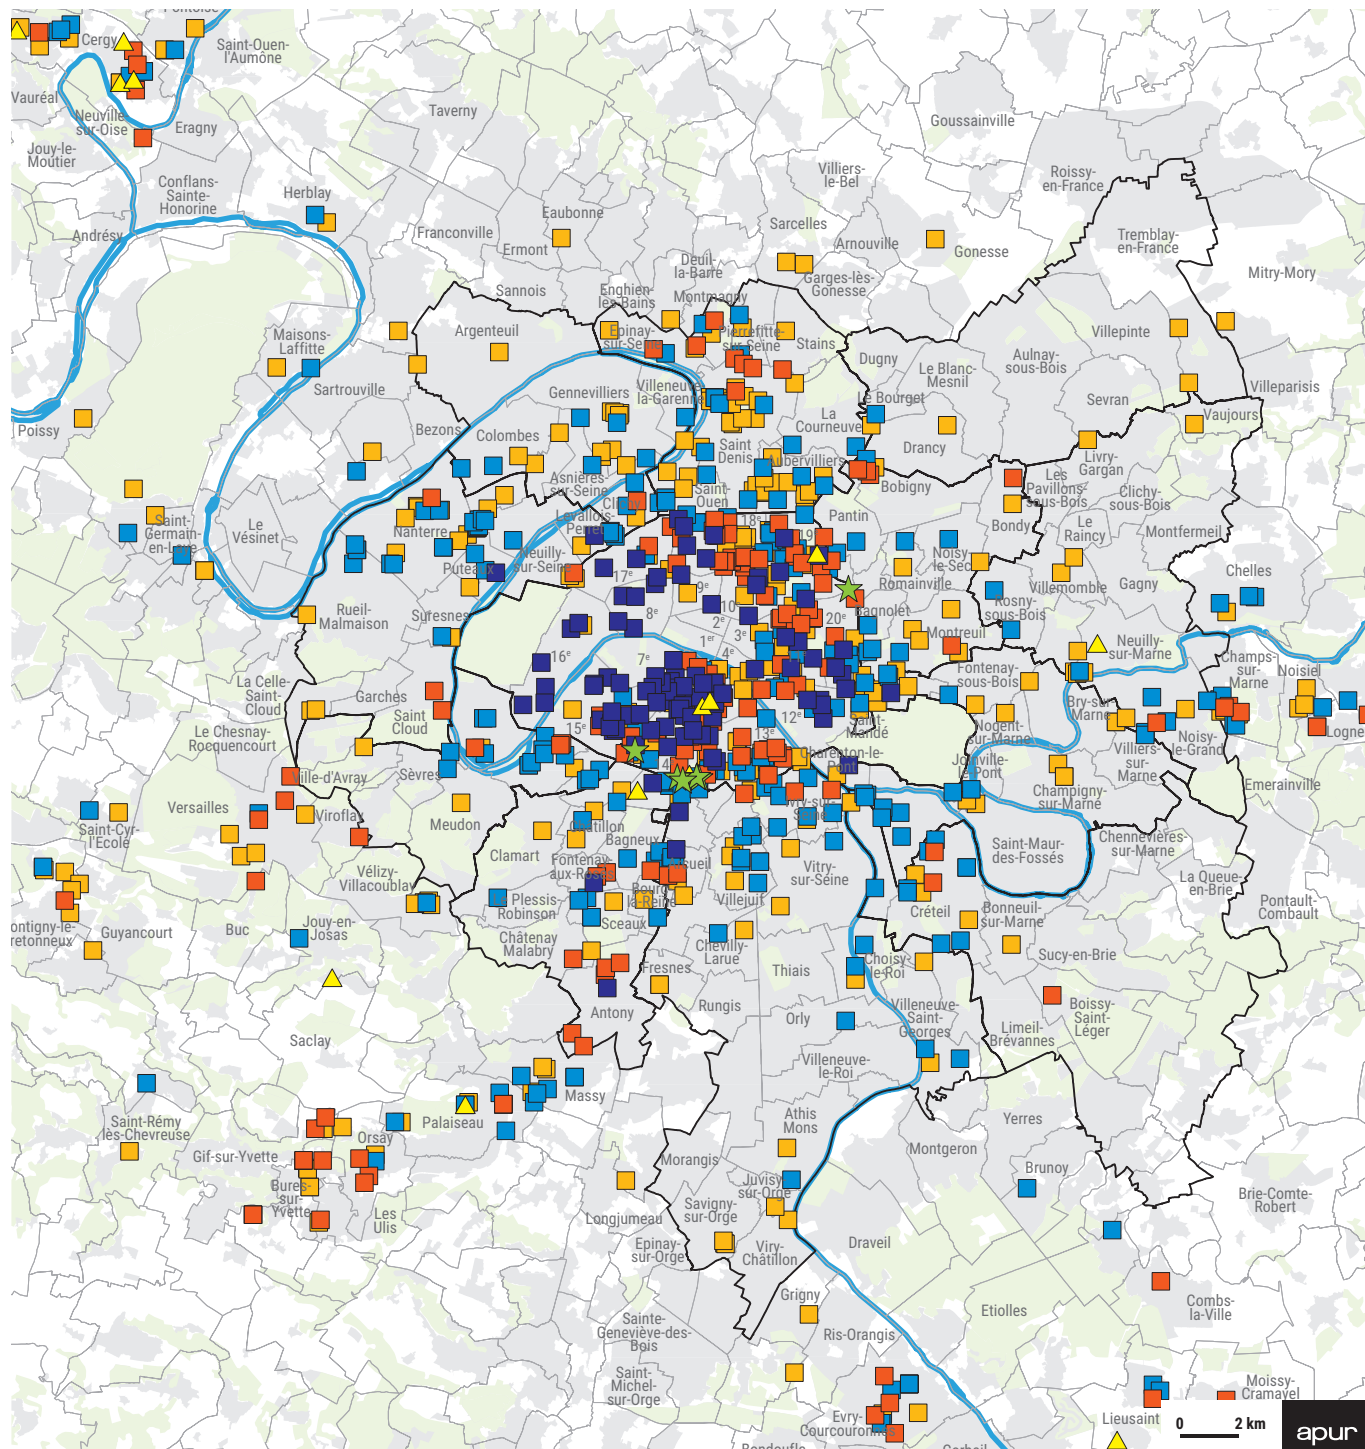 Pontoise
Cergy
Saint-Ouen-
l'Aumône
Vauréal
Neuville
sur-Oise
Eragny
Jouy-le-
Moutier
Conflans-
Sainte-
Honorine
Herblay
Andrésy
Taverny
Goussainville
Villiers-
le-Bel
Roissy-
en-France
Eaubonne
Franconville
Ermont
Sarcelles
Arnouville
Gonesse
Tremblay-
en-France
Mitry-Mory
Deuil-
la-Barre
Garges-lès-
Gonesse
Sannois
Enghien-
les-Bains
Montmagny
Argenteuil
Epinay-
sur-Seine
Pierrefitte-
sur-Seine
Stains
Villepinte
Maisons-
Laffitte
Sartrouville
Dugny
Le Blanc-
Mesnil
Aulnay-
sous-Bois
Sevran
Villeparisis
Gennevilliers
Villeneuve-
la-Garenne
Le Bourget
Vaujours
Poissy
Bezons
Colombes
La
Courneuve
Drancy
Saint
Denis
Aubervilliers
Livry-
Gargan
Asnières-
sur-Seine
Bobigny
Les
Pavillons-
sous-Bois
Clichy-
sous-Bois
Saint-
Ouen
Clichy
Saint-
Germain-
en-Laye
Le
Vésinet
Nanterre
Levallois-
Perret
18e
Pantin
Bondy
Le
Raincy
Montfermeil
19e
Puteaux
Neuilly-
sur-Seine
Noisy-
le-Sec
Romainville
17e
9e
Villemomble
Gagny
Chelles
Rueil-
Malmaison
Suresnes
8e
10e
2e
3e
20e
Bagnolet
Rosny-
sous-Bois
Montreuil
Neuilly-
sur-Marne
16e
7e
1er
4e
Fontenay-
sous-Bois
Champs-
sur-Marne
Noisiel
La Celle-
Saint-
Cloud
Garches
Saint
Cloud
Bry-sur-
Marne
15e
12e
Saint-
Mandé
Nogent-
sur-Marne
Noisy-
le-Grand
Lognes
Le Chesnay-
Rocquencourt
13e
Charenton-le-
Pont
Joinville-
le-Pont
Villiers-
sur-
Marne
Ville-d'Avray
Sèvres
Champigny-
sur-Marne
Emerainville
Versailles
Viroflay
Meudon
Ivry-sur-
Seine
Saint-Cyr-
l'Ecole
Châtillon
Bagneux
Saint-Maur-
des-Fossés
Chennevières-
sur-Marne
Clamart
Fontenay-
aux-Roses
Arcueil
Vitry-
sur-Seine
Vélizy-
Villacoublay
La Queue-
en-Brie
Le Plessis-
Robinson
Bourg-
la-Reine
Villejuif
Créteil
Bonneuil-
sur-Marne
Pontault-
Combault
Sceaux
ontigny-le-
retonneux
Guyancourt
Buc
Jouy-en-
Josas
Châtenay
Malabry
Chevilly-
Larue
Sucy-en-Brie
Fresnes
Thiais
Choisy-
le-Roi
Antony
Rungis
Orly
Villeneuve-
Saint-
Georges
Boissy-
Saint-
Léger
Limeil-
Brévannes
Saclay
Villeneuve-
le-Roi
Massy
Saint-Rémy
lès-Chevreuse
Palaiseau
Athis
Mons
Yerres
Orsay
Gif-sur-Yvette
Morangis
Montgeron
Brunoy
Bures-
sur-
Yvette
Les
Ulis
Juvisy-
sur-Orge
Savigny-
sur-Orge
Brie-Comte-
Robert
Longjumeau
Epinay-
sur-Orge
Viry-
Châtillon
Draveil
Grigny
Etiolles
Combs-
la-Ville
Sainte-
Geneviève-des-
Bois
Ris-Orangis
Saint-
Michel-
sur-Orge
Moissy-
Cramayel
Evry-
Courcouronnes
Lieusaint
0 2 km
apur
Bondoufle
Corbeil